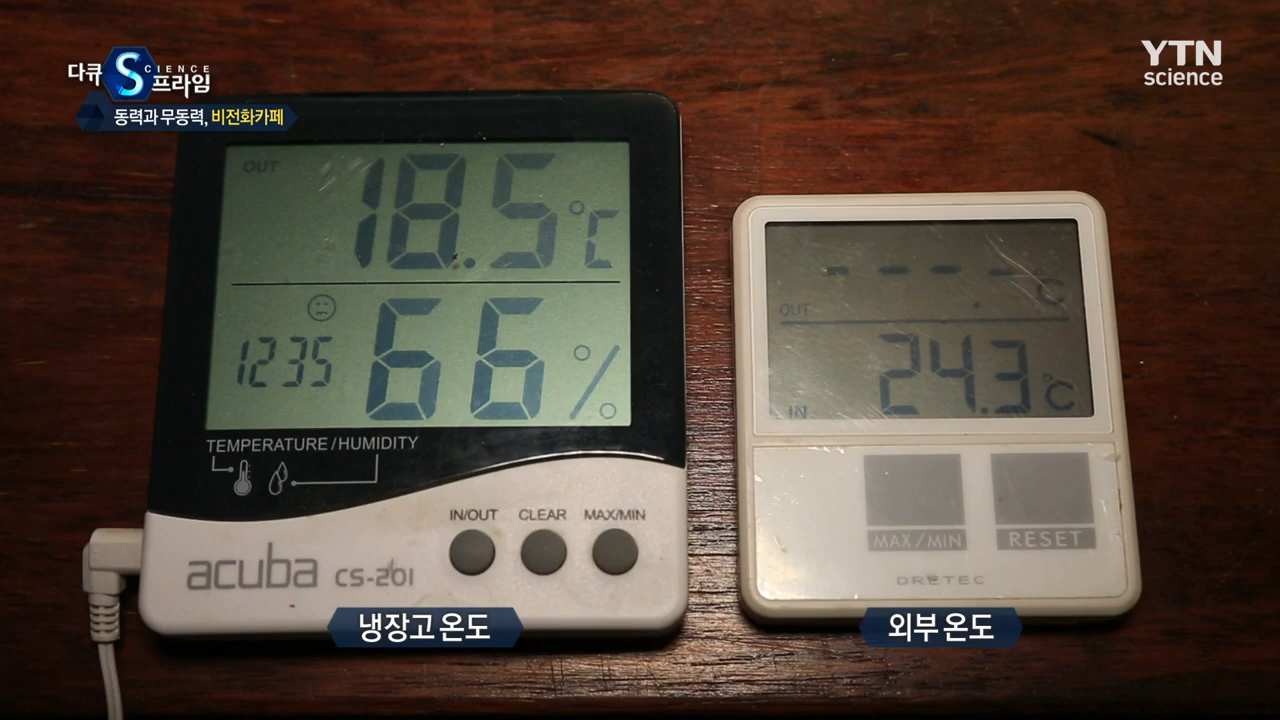 다큐 S SCIENCE 프라임
동력과 무동력, 비전화카페
YTN
science
OUT
18.5°C
1235 66%
TEMPERATURE/HUMIDITY
IN/OUT CLEAR MAX/MIN
acuba CS-201
냉장고 온도
- - - - °C
OUT
24.3°C
IN
MAX/MIN RESET
DRETEC
외부 온도